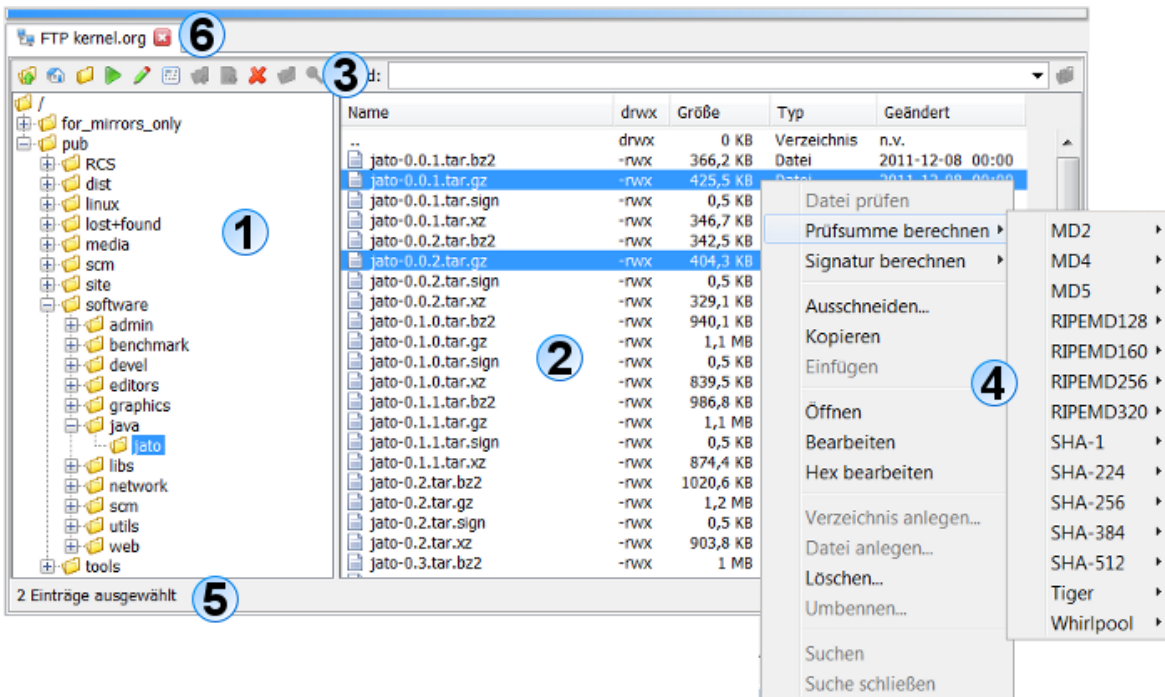 FTP kernel.org 6
3 d:
/
for_mirrors_only
pub
RCS
dist
linux
lost+found
media
scm
site
software
admin
benchmark
devel
editors
graphics
java
jato
libs
network
scm
utils
web
tools
1
Name drwx Größe Typ Geändert
.. drwx 0 KB Verzeichnis n.v.
jato-0.0.1.tar.bz2 -rwx 366,2 KB Datei 2011-12-08 00:00
jato-0.0.1.tar.gz -rwx 425,5 KB Datei 2011-12-08 00:00
jato-0.0.1.tar.sign -rwx 0,5 KB
jato-0.0.1.tar.xz -rwx 346,7 KB
jato-0.0.2.tar.bz2 -rwx 342,5 KB
jato-0.0.2.tar.gz -rwx 404,3 KB
jato-0.0.2.tar.sign -rwx 0,5 KB
jato-0.0.2.tar.xz -rwx 329,1 KB
jato-0.1.0.tar.bz2 -rwx 940,1 KB
jato-0.1.0.tar.gz -rwx 1,1 MB
jato-0.1.0.tar.sign -rwx 0,5 KB
jato-0.1.0.tar.xz -rwx 839,5 KB
jato-0.1.1.tar.bz2 -rwx 986,8 KB
jato-0.1.1.tar.gz -rwx 1,1 MB
jato-0.1.1.tar.sign -rwx 0,5 KB
jato-0.1.1.tar.xz -rwx 874,4 KB
jato-0.2.tar.bz2 -rwx 1020,6 KB
jato-0.2.tar.gz -rwx 1,2 MB
jato-0.2.tar.sign -rwx 0,5 KB
jato-0.2.tar.xz -rwx 903,8 KB
jato-0.3.tar.bz2 -rwx 1 MB
2
Datei prüfen
Prüfsumme berechnen
Signatur berechnen
Ausschneiden...
Kopieren
Einfügen
Öffnen
Bearbeiten
Hex bearbeiten
Verzeichnis anlegen...
Datei anlegen...
Löschen...
Umbennen...
Suchen
Suche schließen
4
MD2
MD4
MD5
RIPEMD128
RIPEMD160
RIPEMD256
RIPEMD320
SHA-1
SHA-224
SHA-256
SHA-384
SHA-512
Tiger
Whirlpool
2 Einträge ausgewählt 5